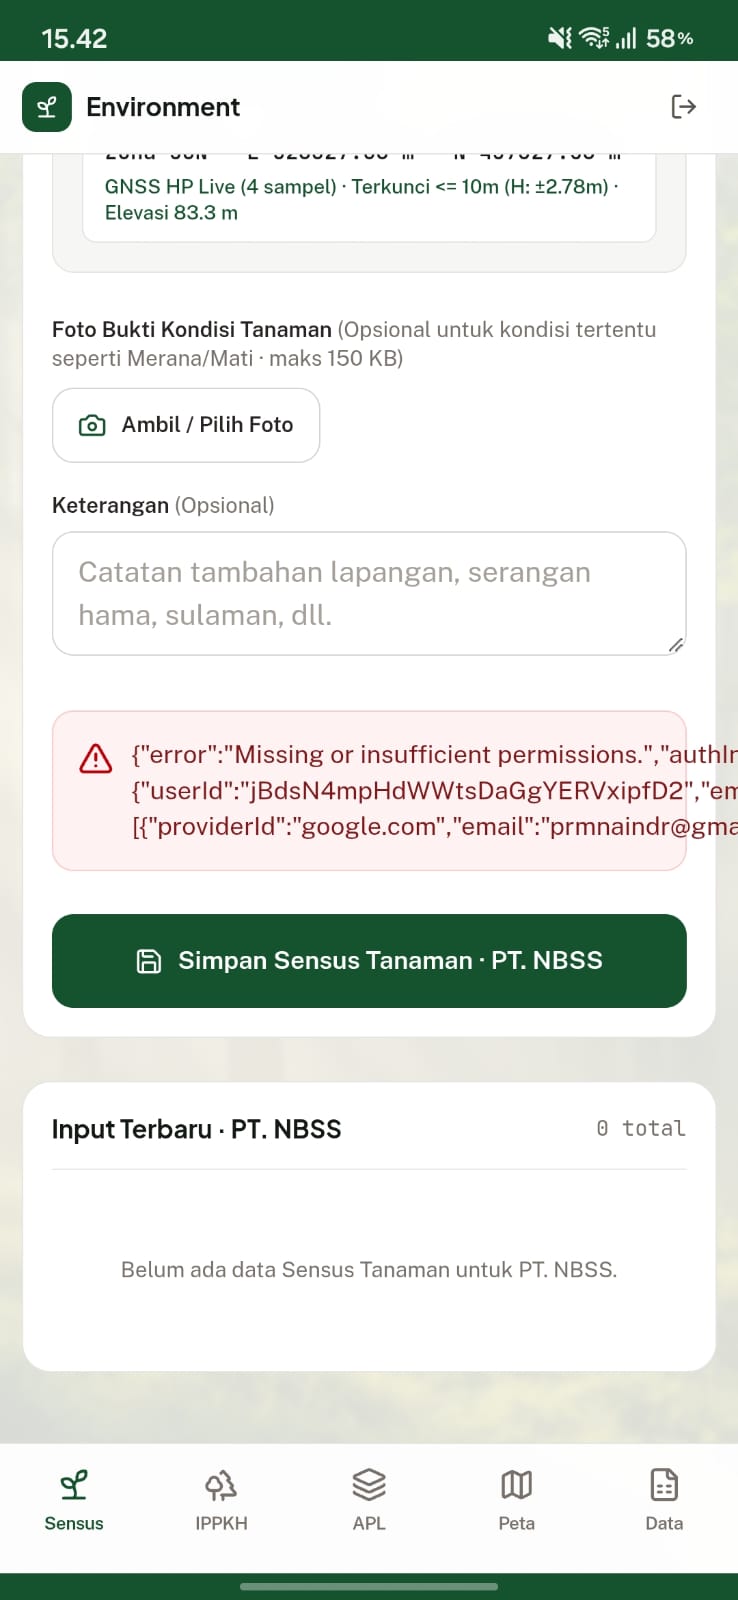 15.42
58%
Environment
GNSS HP Live (4 sampel) · Terkunci <= 10m (H: ±2.78m) ·
Elevasi 83.3 m
Foto Bukti Kondisi Tanaman (Opsional untuk kondisi tertentu
seperti Merana/Mati · maks 150 KB)
Ambil / Pilih Foto
Keterangan (Opsional)
Catatan tambahan lapangan, serangan
hama, sulaman, dll.
{"error":"Missing or insufficient permissions.","authIn
{"userId":"jBdsN4mpHdWWtsDaGgYERVxipfD2","em
[{"providerId":"google.com","email":"prmnaindr@gma
Simpan Sensus Tanaman · PT. NBSS
Input Terbaru · PT. NBSS
0 total
Belum ada data Sensus Tanaman untuk PT. NBSS.
Sensus
IPPKH
APL
Peta
Data